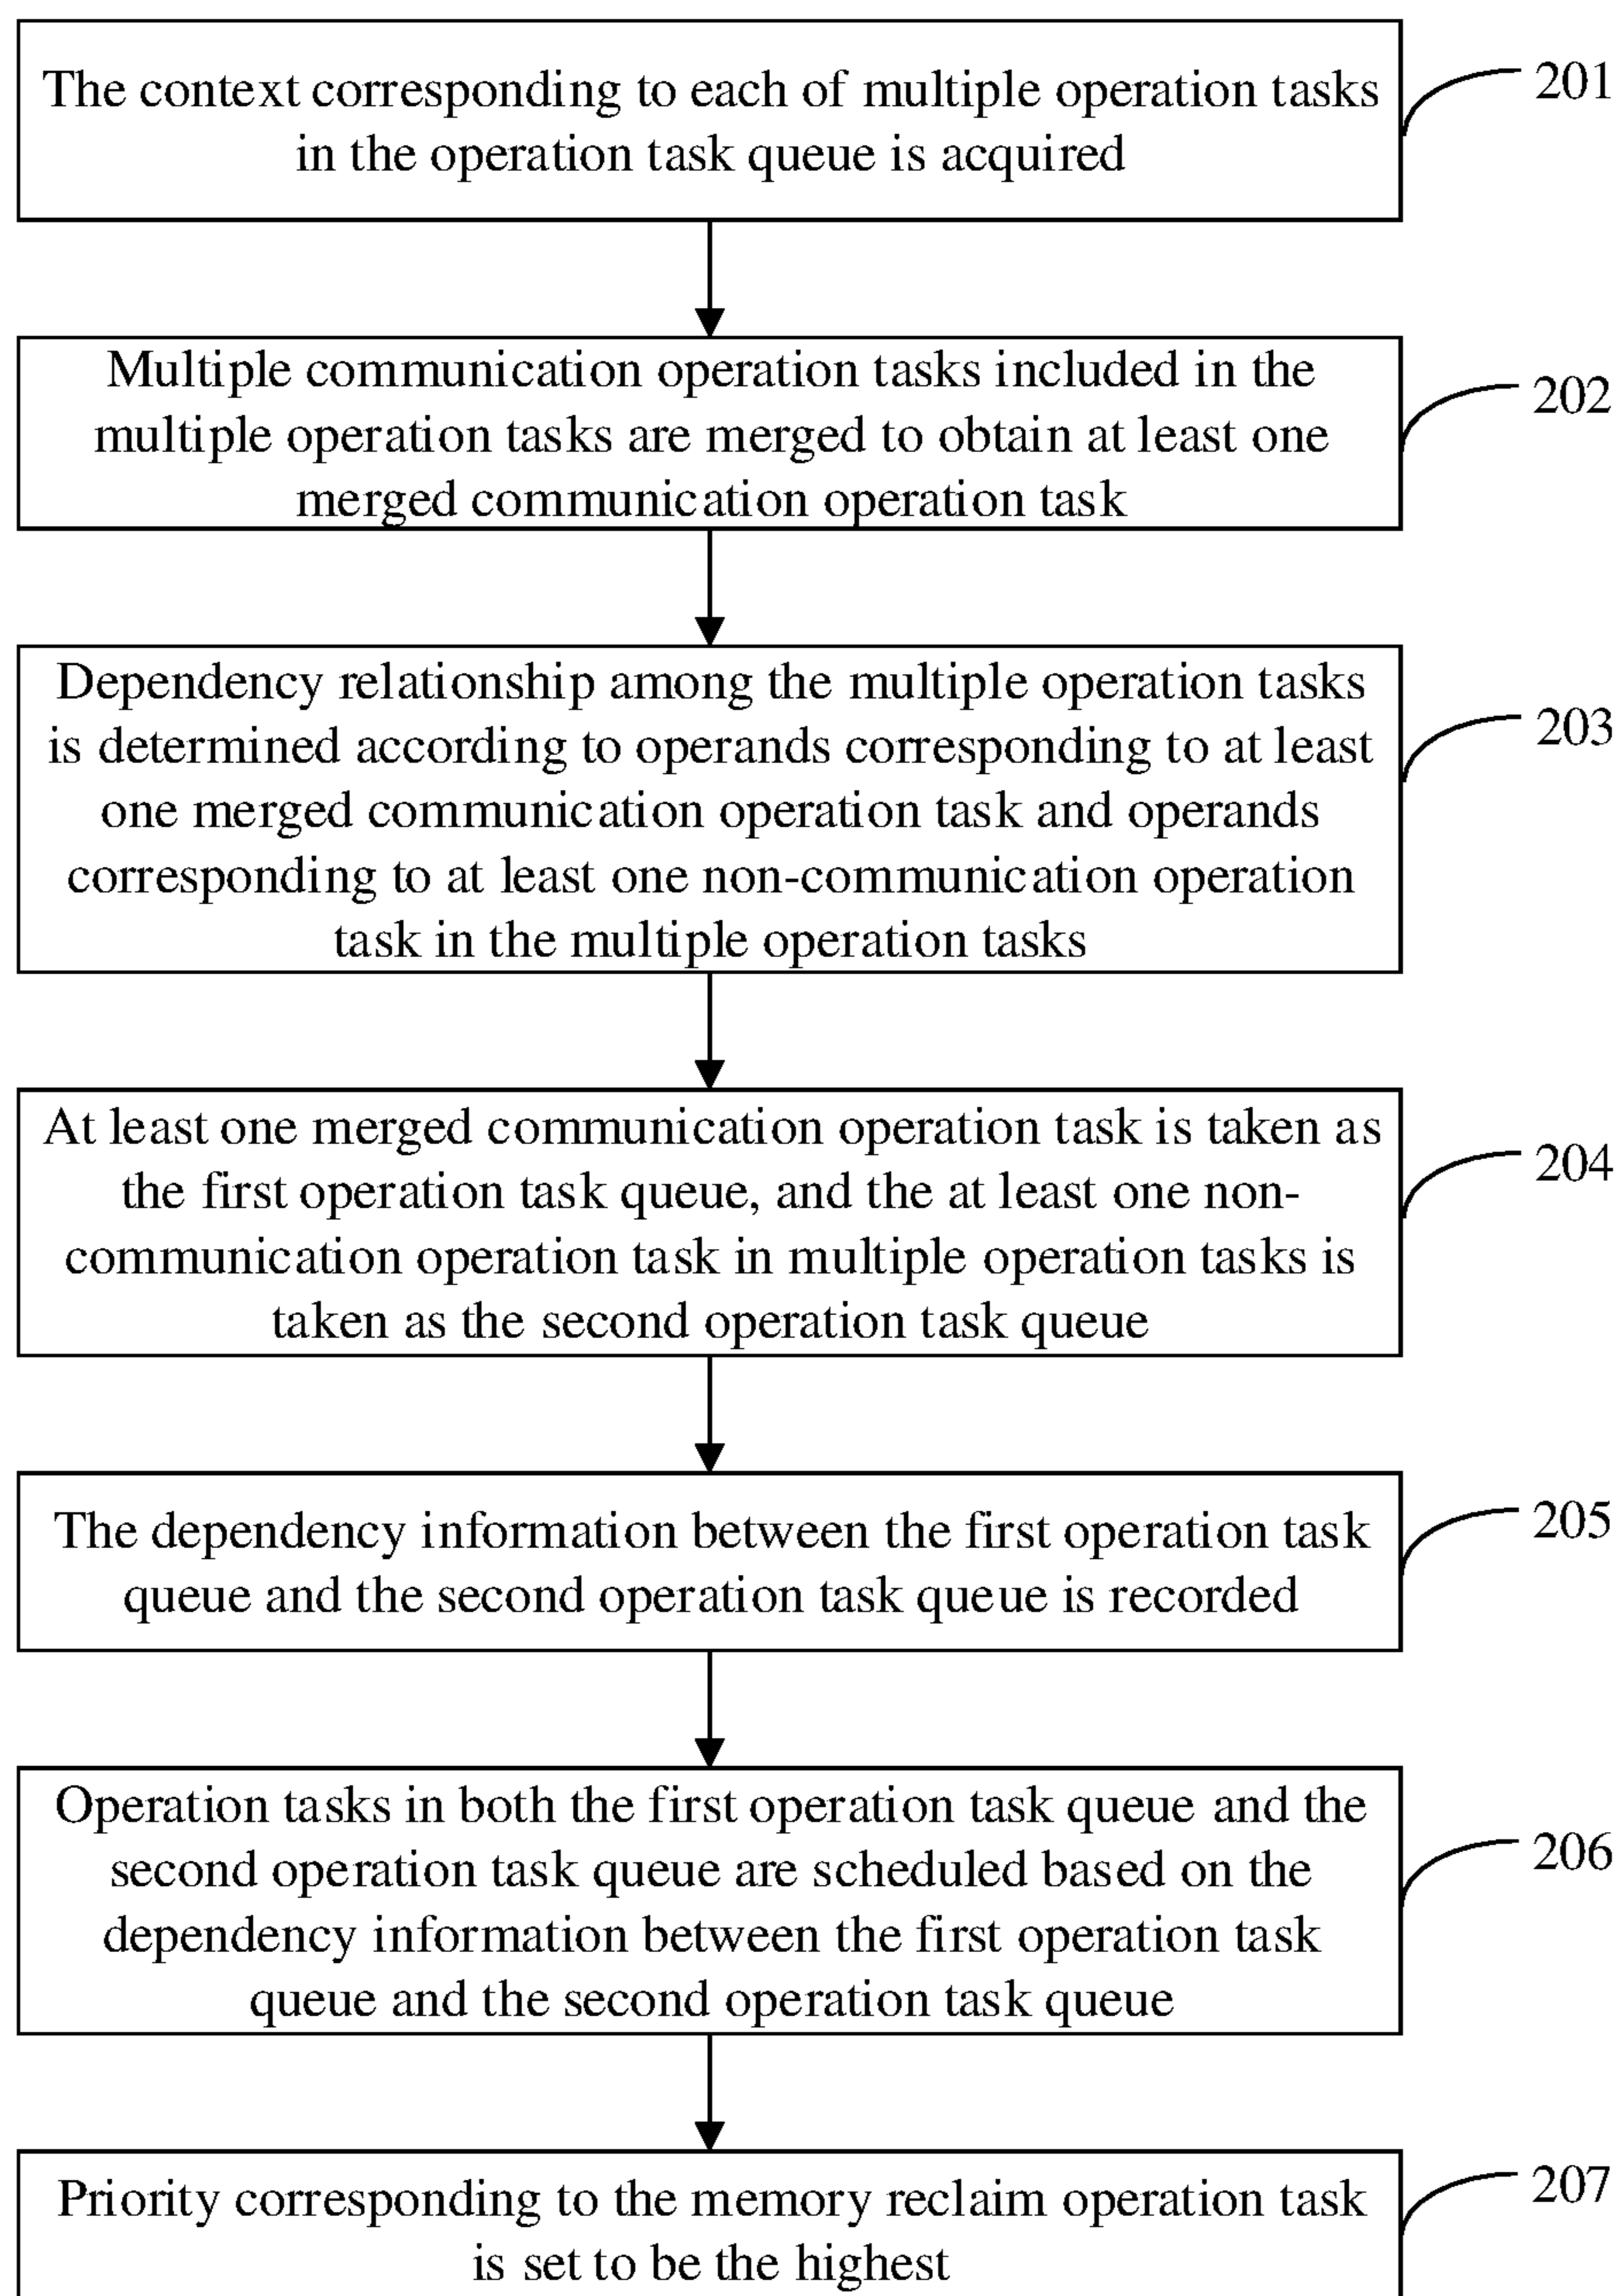 The context corresponding to each of multiple operation tasks
in the operation task queue is acquired
201
Multiple communication operation tasks included in the
multiple operation tasks are merged to obtain at least one
merged communication operation task
202
Dependency relationship among the multiple operation tasks
is determined according to operands corresponding to at least
one merged communication operation task and operands
corresponding to at least one non-communication operation
task in the multiple operation tasks
203
At least one merged communication operation task is taken as
the first operation task queue, and the at least one non-
communication operation task in multiple operation tasks is
taken as the second operation task queue
204
The dependency information between the first operation task
queue and the second operation task queue is recorded
205
Operation tasks in both the first operation task queue and the
second operation task queue are scheduled based on the
dependency information between the first operation task
queue and the second operation task queue
206
Priority corresponding to the memory reclaim operation task
is set to be the highest
207